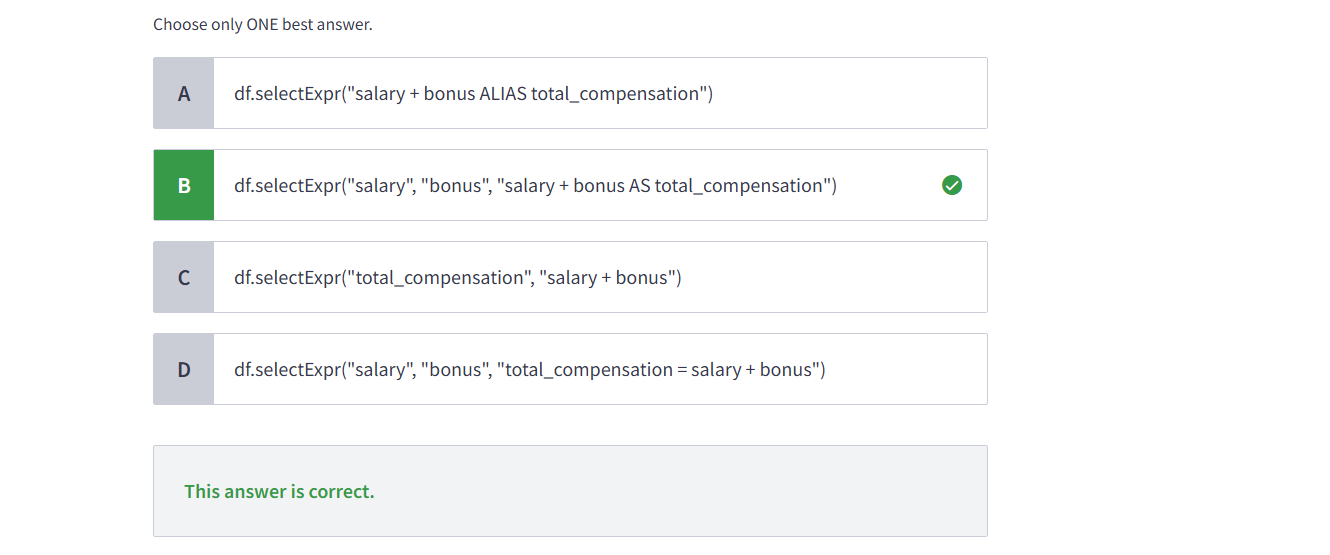 Choose only ONE best answer.
A
df.selectExpr("salary + bonus ALIAS total_compensation")
B
df.selectExpr("salary", "bonus", "salary + bonus AS total_compensation")
C
df.selectExpr("total_compensation", "salary + bonus")
D
df.selectExpr("salary", "bonus", "total_compensation = salary + bonus")
This answer is correct.